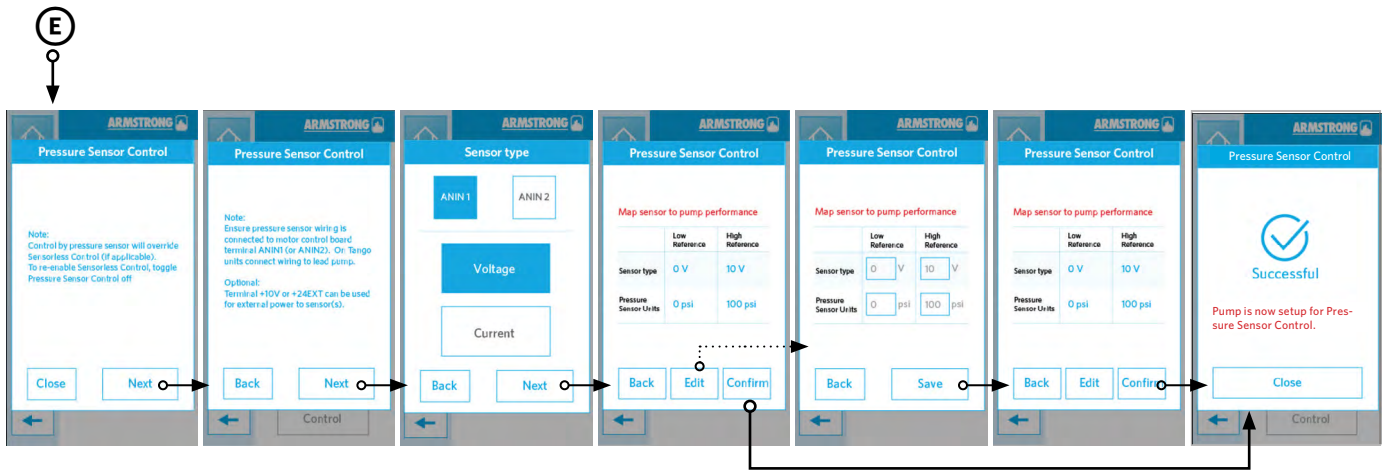 E
ARMSTRONG
Pressure Sensor Control
Note:
Control by pressure sensor will override
Sensorless Control (if applicable).
To re-enable Sensorless Control, toggle
Pressure Sensor Control off
Close
Next
ARMSTRONG
Pressure Sensor Control
Note:
Ensure pressure sensor wiring is
connected to motor control board
terminal ANIN1 (or ANIN2). On Tango
units connect wiring to lead pump.
Optional:
Terminal +10V or +24EXT can be used
for external power to sensor(s).
Back
Next
Control
ARMSTRONG
Sensor type
ANIN 1
ANIN 2
Voltage
Current
Back
Next
ARMSTRONG
Pressure Sensor Control
Map sensor to pump performance
Low High
Reference Reference
Sensor type 0 V 10 V
Pressure
Sensor Units 0 psi 100 psi
Back
Edit
Confirm
ARMSTRONG
Pressure Sensor Control
Map sensor to pump performance
Low High
Reference Reference
Sensor type 0 V 10 V
Pressure
Sensor Units 0 psi 100 psi
Back
Save
ARMSTRONG
Pressure Sensor Control
Map sensor to pump performance
Low High
Reference Reference
Sensor type 0 V 10 V
Pressure
Sensor Units 0 psi 100 psi
Back
Edit
Confirm
ARMSTRONG
Pressure Sensor Control
Successful
Pump is now setup for Pres-
sure Sensor Control.
Close
Control